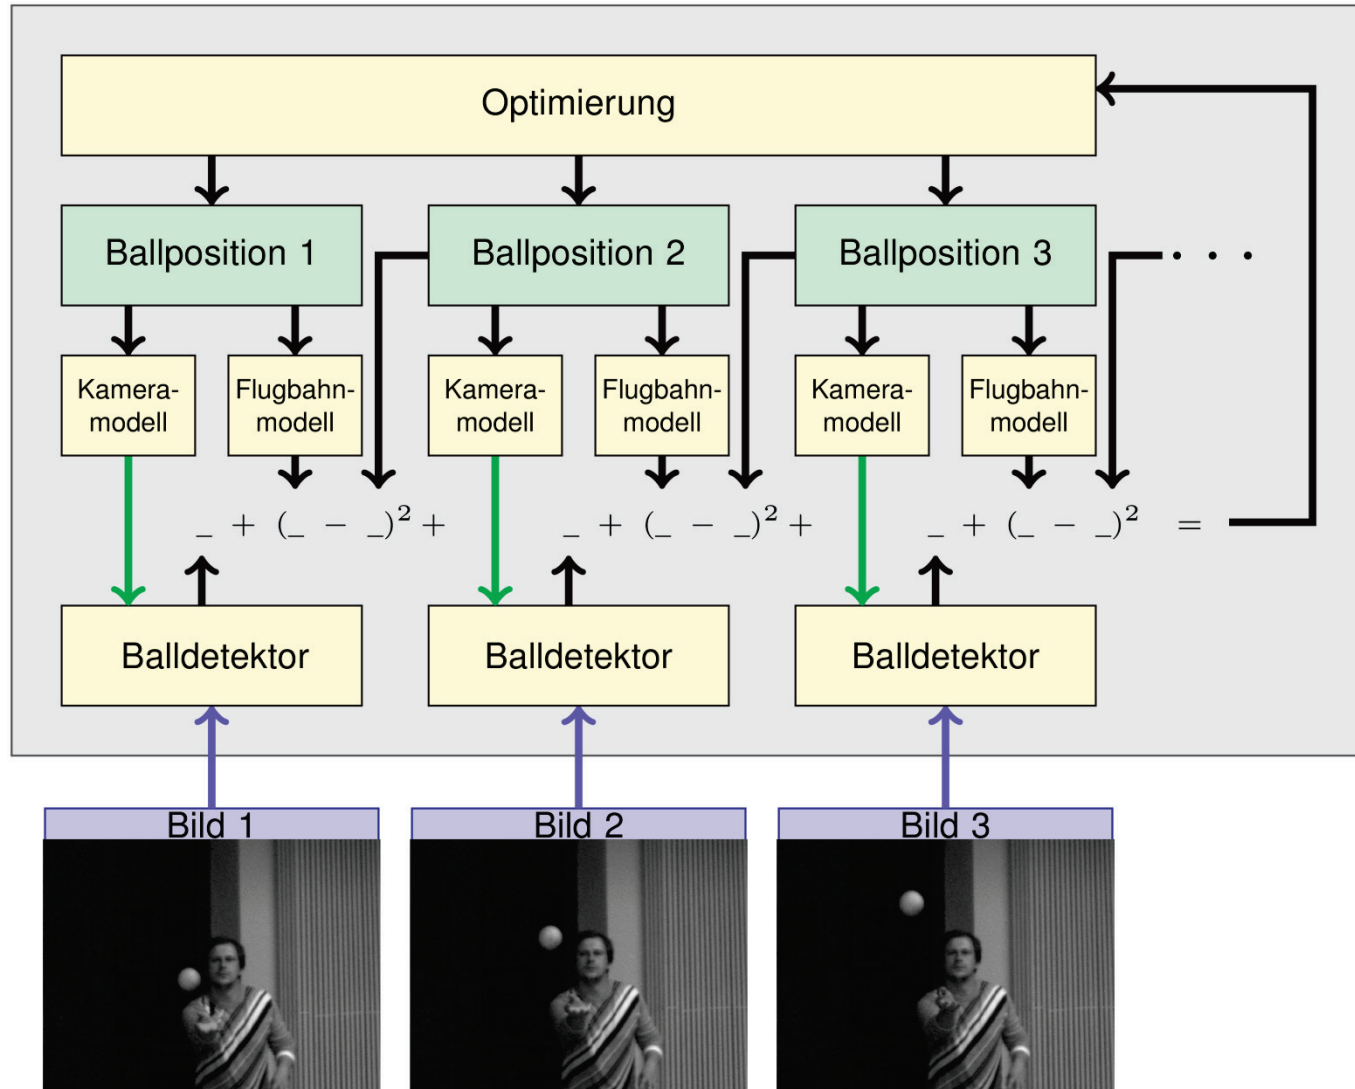 Optimierung
Ballposition 1 Ballposition 2 Ballposition 3 . . .
Kamera- Flugbahn- Kamera- Flugbahn- Kamera- Flugbahn-
modell modell modell modell modell modell
_ + (_ − _)² + _ + (_ − _)² + _ + (_ − _)² =
Balldetektor Balldetektor Balldetektor
Bild 1 Bild 2 Bild 3